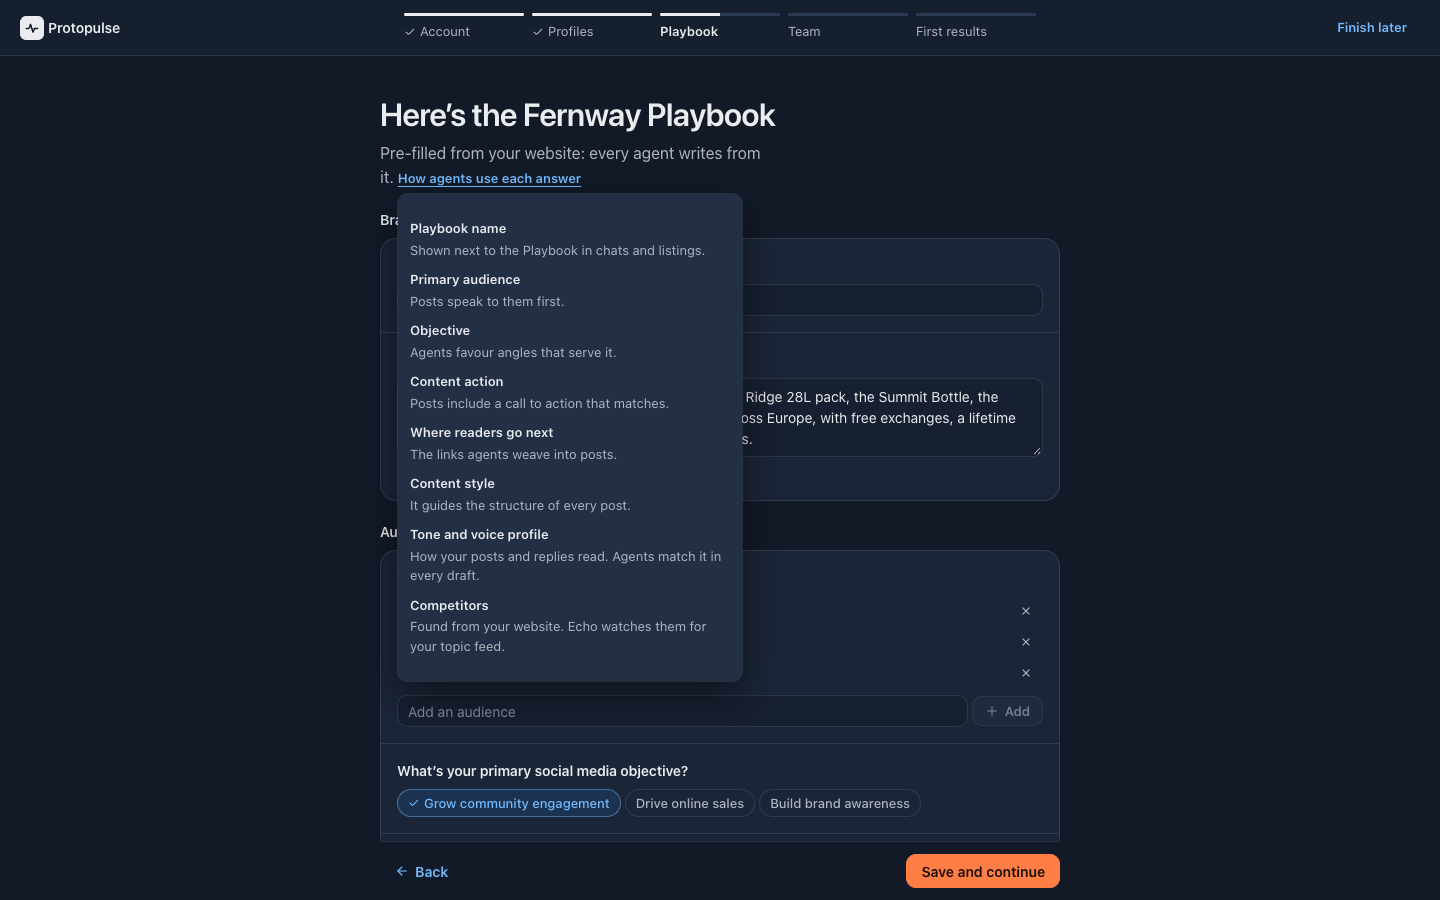 Protopulse
Account
Profiles
Playbook
Team
First results
Finish later
Here's the Fernway Playbook
Pre-filled from your website: every agent writes from
it. How agents use each answer
Playbook name
Shown next to the Playbook in chats and listings.
Primary audience
Posts speak to them first.
Objective
Agents favour angles that serve it.
Content action
Posts include a call to action that matches.
Where readers go next
The links agents weave into posts.
Content style
It guides the structure of every post.
Tone and voice profile
How your posts and replies read. Agents match it in
every draft.
Competitors
Found from your website. Echo watches them for
your topic feed.
Ridge 28L pack, the Summit Bottle, the
Europe, with free exchanges, a lifetime
Add an audience
Add
What's your primary social media objective?
Grow community engagement
Drive online sales
Build brand awareness
Back
Save and continue